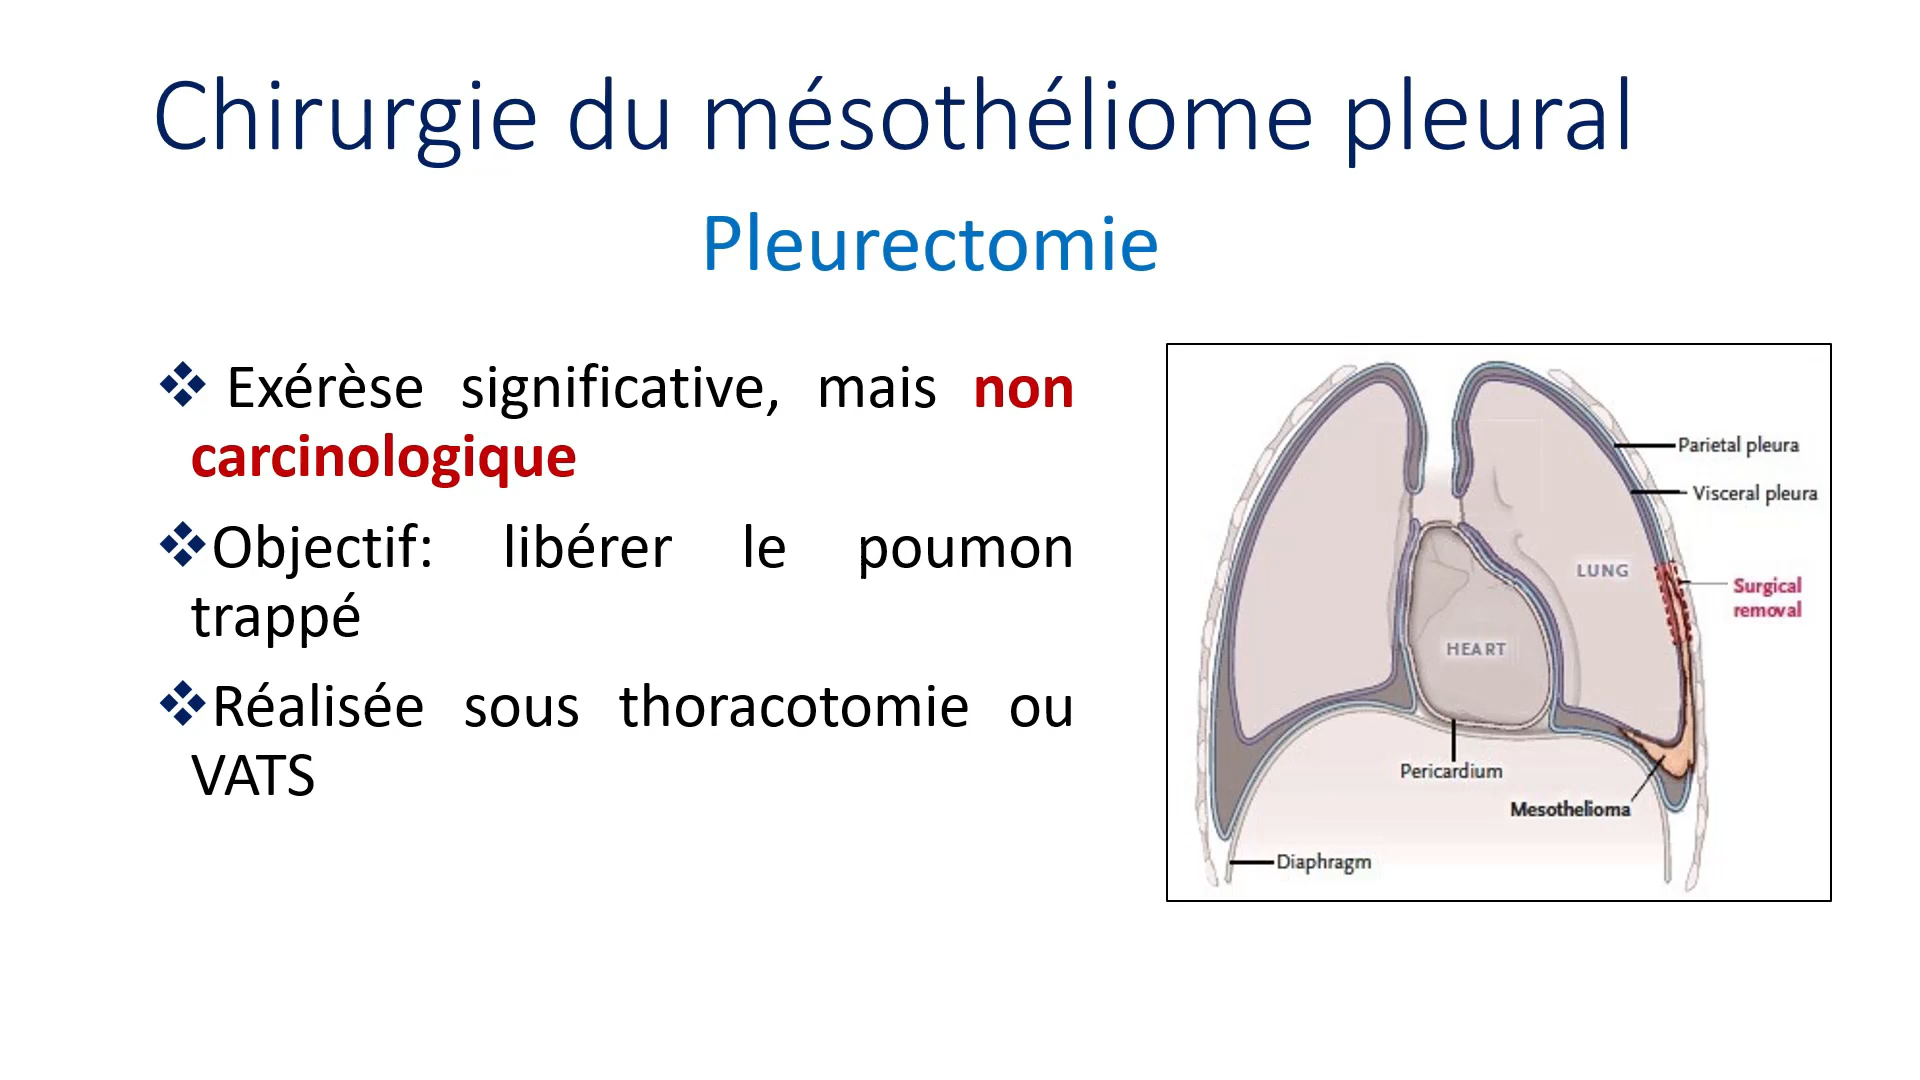 Chirurgie du mésothéliome pleural
Pleurectomie
❖ Exérèse significative, mais non
carcinologique
❖Objectif: libérer le poumon
trappé
❖Réalisée sous thoracotomie ou
VATS
Parietal pleura
Visceral pleura
LUNG
Surgical
removal
HEART
Pericardium
Mesothelioma
Diaphragm